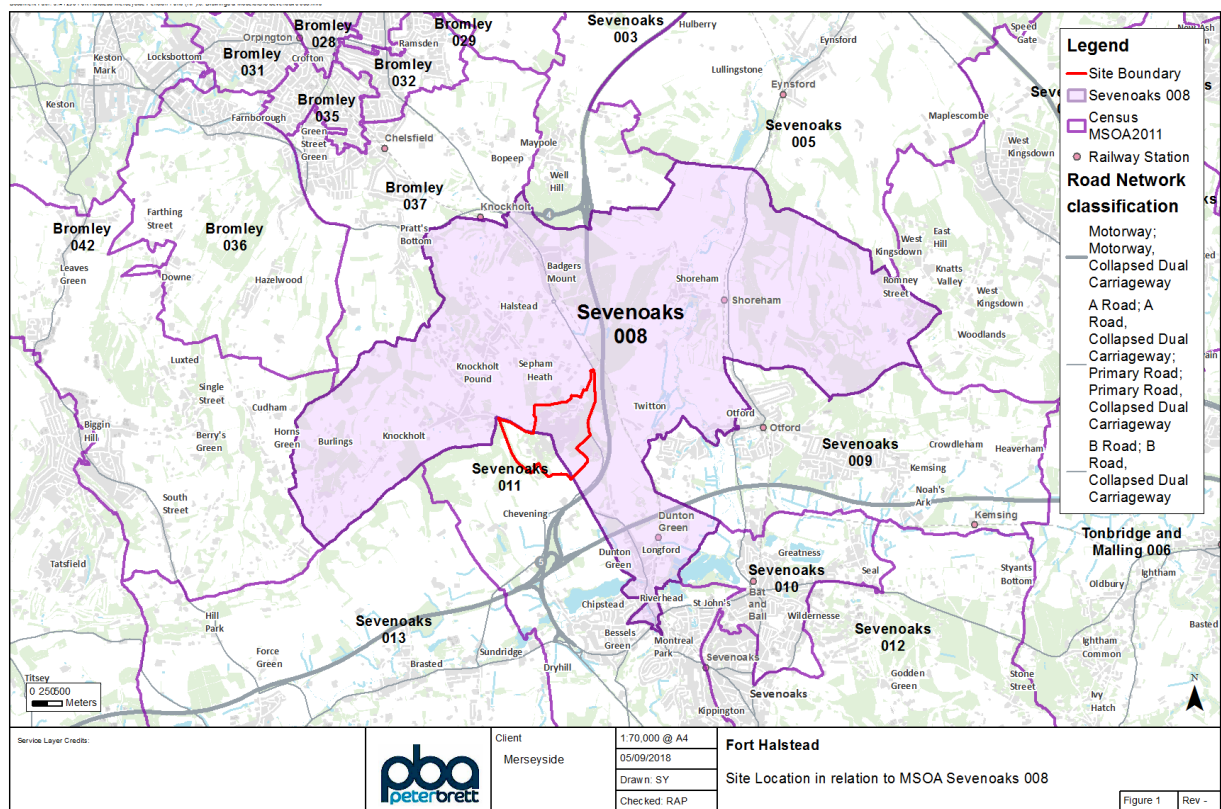 Bromley
028
Bromley
029
Sevenoaks
003
Hulberry
Speed
Gate
New Ash
Orpington
Crofton
Ramsden
Eynsford
Keston
Mark
Locksbottom
Bromley
031
Bromley
032
Lullingstone
Eynsford
Keston
Bromley
035
Farnborough
Green
Street
Green
Chelsfield
Maypole
Bopeep
Well
Hill
Sevenoaks
005
Maplescombe
West
Kingsdown
Bromley
037
Knockholt
4
Bromley
042
Farthing
Street
Bromley
036
Pratt's
Bottom
Leaves
Green
Downe
Hazelwood
Badgers
Mount
Shoreham
West
Kingsdown
East
Hill
Knatts
Valley
Romney
Street
West
Kingsdown
Halstead
Sevenoaks
008
Shoreham
Woodlands
Luxted
Knockholt
Pound
Sepham
Heath
Single
Street
Cudham
Twitton
Otford
Otford
Biggin
Hill
Berry's
Green
Horns
Green
Burlings
Knockholt
Sevenoaks
009
Crowdleham
Heaverham
Kemsing
Sevenoaks
011
South
Street
Noah's
Ark
Chevening
Dunton
Green
Kemsing
Tonbridge and
Malling 006
Tatsfield
5
Dunton
Green
Longford
Greatness
Seal
Styants
Bottom
Ightham
Oldbury
Sevenoaks
010
Bat
and
Ball
Hill
Park
Sevenoaks
013
Chipstead
Riverhead
St John's
Wildernesse
Sevenoaks
012
Basted
Force
Green
Brasted
Sundridge
Bessels
Green
Montreal
Park
Sevenoaks
Ightham
Common
Dryhill
Godden
Green
Stone
Street
Titsey
Sevenoaks
Kippington
Ivy
Hatch
0 250500
Meters
N
Legend
Site Boundary
Sevenoaks 008
Census
MSOA2011
Railway Station
Road Network
classification
Motorway;
Motorway,
Collapsed Dual
Carriageway
A Road; A
Road,
Collapsed Dual
Carriageway;
Primary Road;
Primary Road,
Collapsed Dual
Carriageway
B Road; B
Road,
Collapsed Dual
Carriageway
Service Layer Credits:
pba
peterbrett
Client
Merseyside
1:70,000 @ A4
05/09/2018
Drawn: SY
Checked: RAP
Fort Halstead
Site Location in relation to MSOA Sevenoaks 008
Figure 1
Rev -